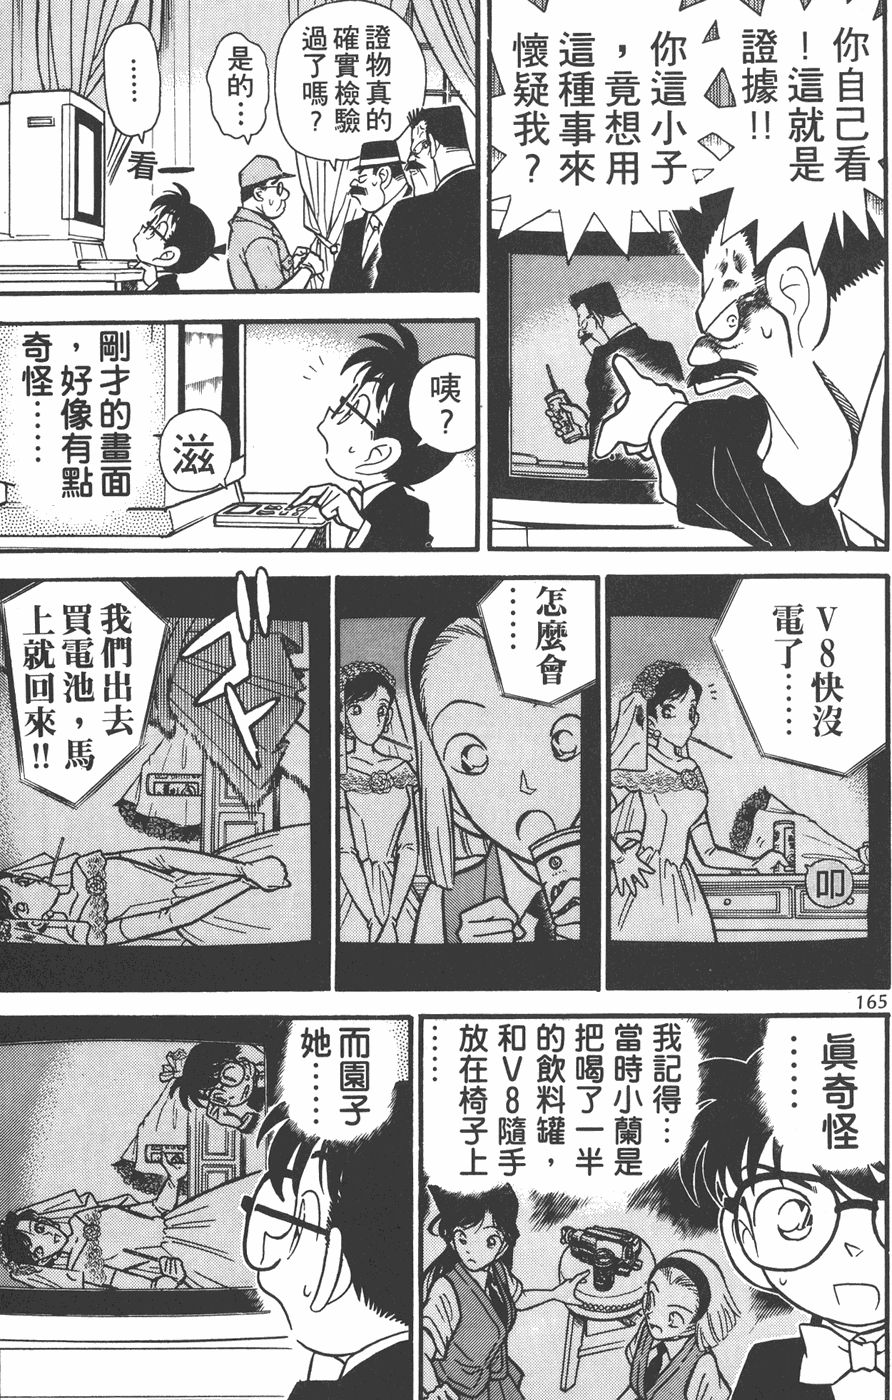 你自己看
！這就是
證據！！
你這小子
，竟想用
這種事來
懷疑我？
證物真的
確實檢驗
過了嗎？
是的…
……
看——
咦？
滋
剛才的畫面
，好像有點
奇怪……
V8快沒
電了……
叩
怎麼會
……
ガゴト
我們出去
買電池，馬
上就回來！！
165
眞奇怪
……
我記得…
當時小蘭是
把喝了一半
的飲料罐，
和V8隨手
放在椅子上
……
而園子
她……